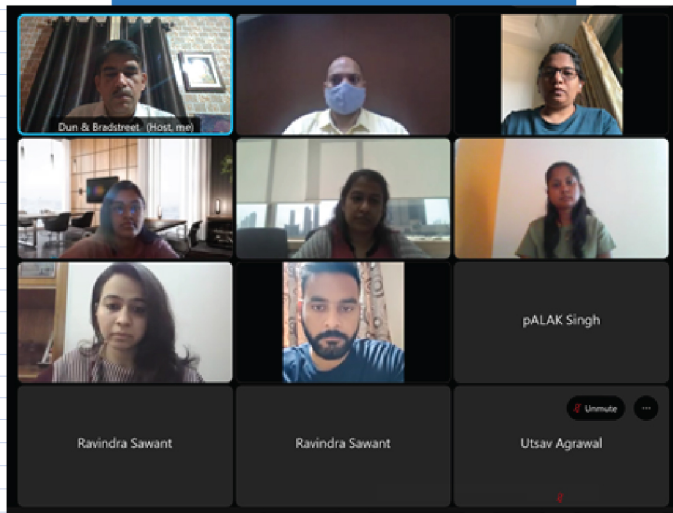 Dun & Bradstreet (Host, me)
pALAK Singh
Unmute
Ravindra Sawant
Ravindra Sawant
Utsav Agrawal